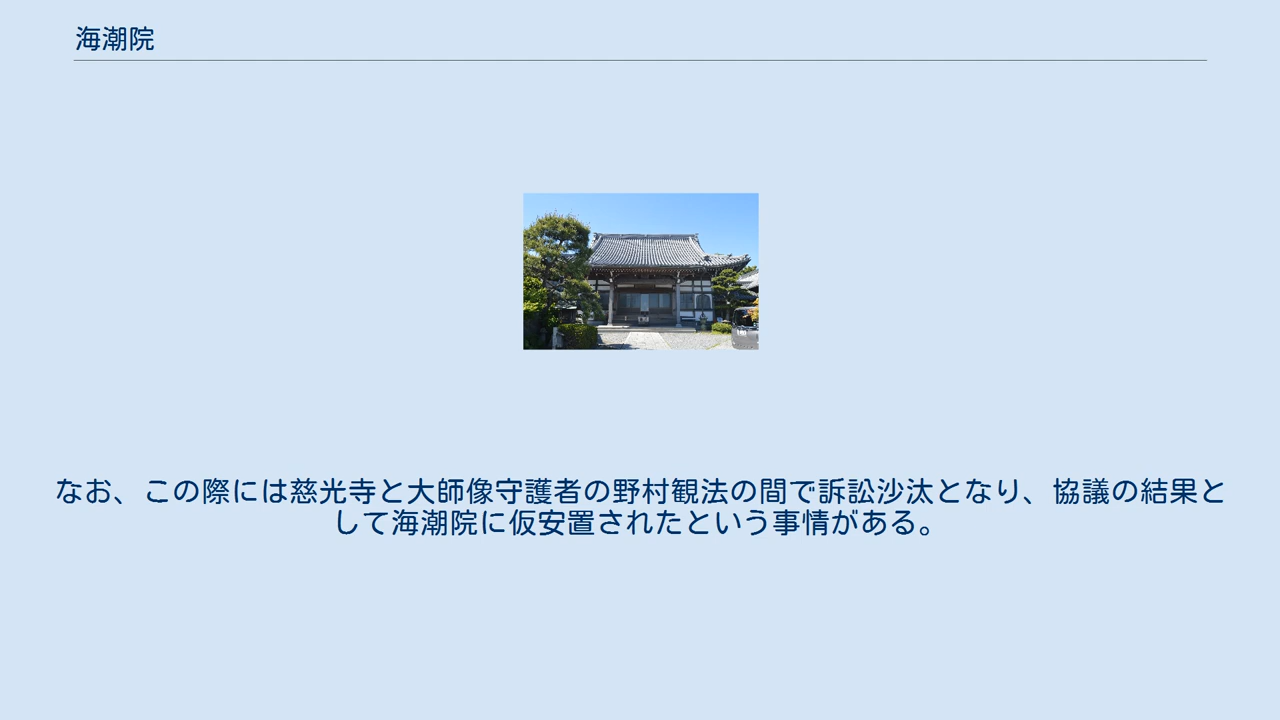 海潮院
なお、この際には慈光寺と大師像守護者の野村観法の間で訴訟沙汰となり、協議の結果と
して海潮院に仮安置されたという事情がある。